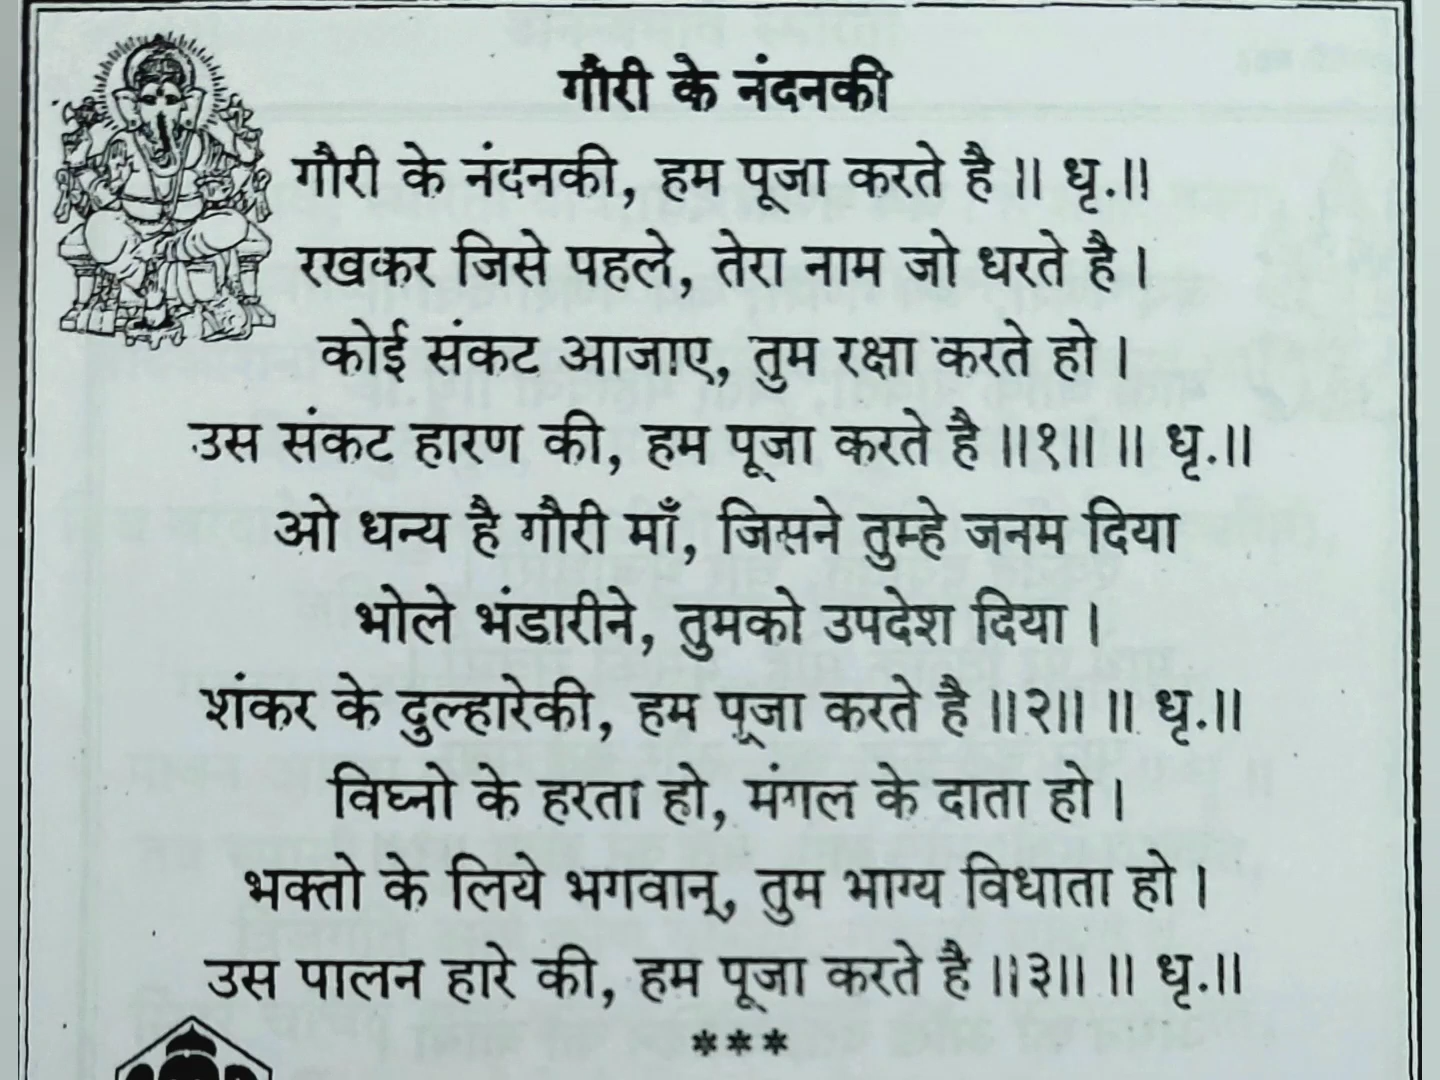 गौरी के नंदनकी
गौरी के नंदनकी, हम पूजा करते है ॥ धृ.॥
रखकर जिसे पहले, तेरा नाम जो धरते है ।
कोई संकट आजाए, तुम रक्षा करते हो ।
उस संकट हारण की, हम पूजा करते है ॥१॥ ॥ धृ.॥
ओ धन्य है गौरी माँ, जिसने तुम्हे जनम दिया
भोले भंडारीने, तुमको उपदेश दिया ।
शंकर के दुल्हारेकी, हम पूजा करते है ॥२॥ ॥ धृ.॥
विघ्नो के हरता हो, मंगल के दाता हो ।
भक्तो के लिये भगवान्, तुम भाग्य विधाता हो ।
उस पालन हारे की, हम पूजा करते है ॥३॥ ॥ धृ.॥
***